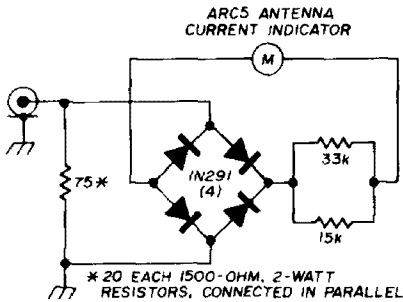 ARC5 ANTENNA
CURRENT INDICATOR
M
75*
1N291
(4)
33k
15k
* 20 EACH 1500-OHM, 2-WATT
RESISTORS, CONNECTED IN PARALLEL